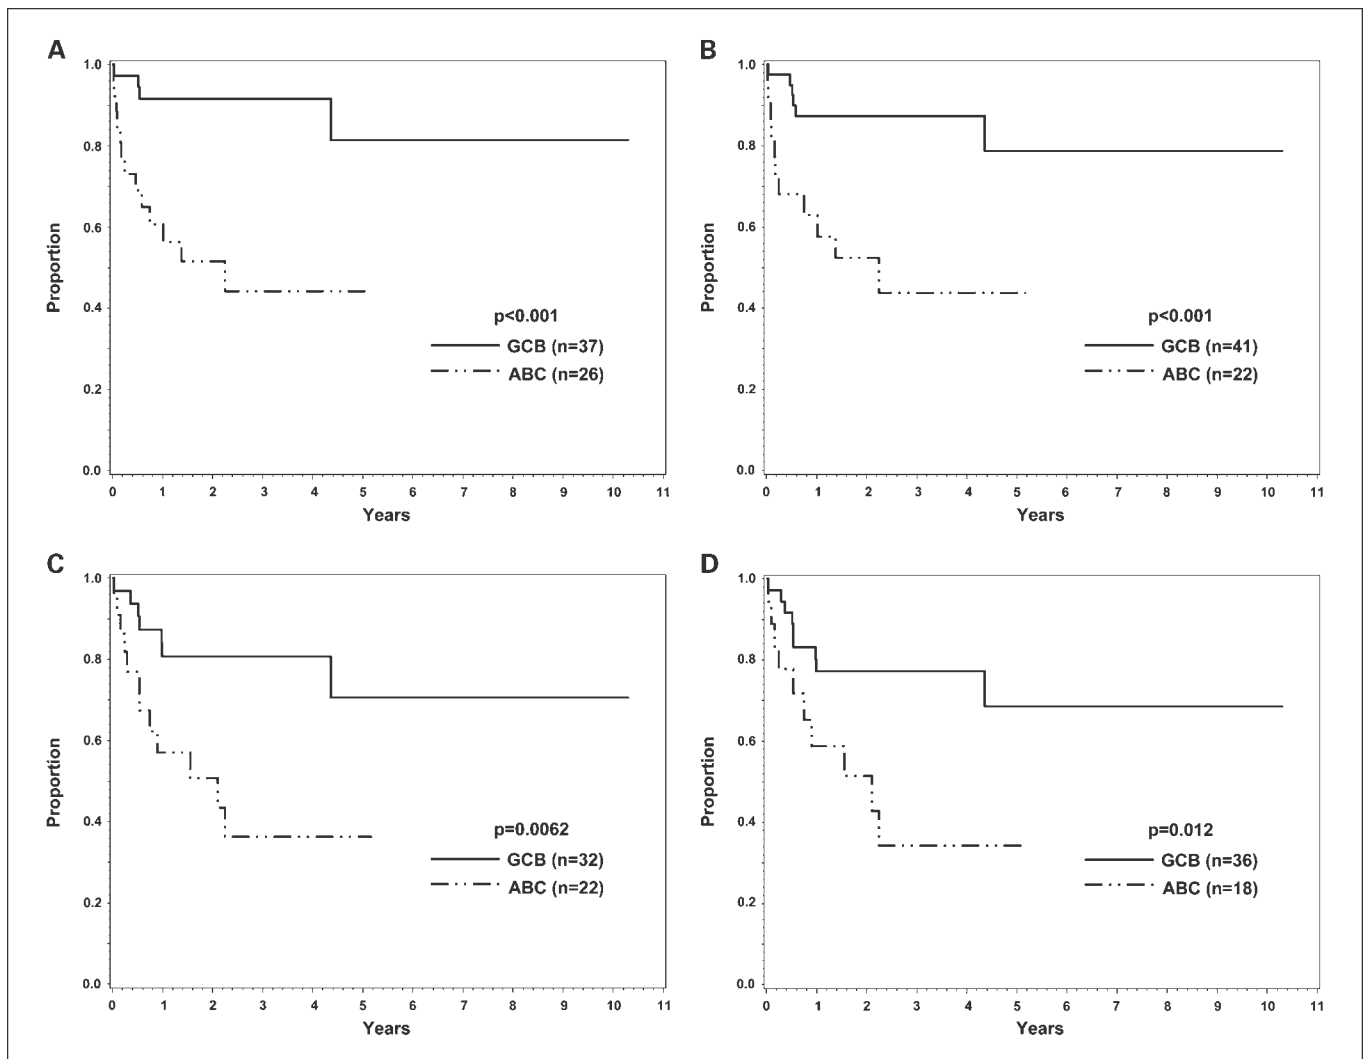 A
1.0
0.8
0.6
0.4
0.2
0.0
Proportion
p<0.001
GCB (n=37)
ABC (n=26)
0 1 2 3 4 5 6 7 8 9 10 11
Years
B
1.0
0.8
0.6
0.4
0.2
0.0
Proportion
p<0.001
GCB (n=41)
ABC (n=22)
0 1 2 3 4 5 6 7 8 9 10 11
Years
C
1.0
0.8
0.6
0.4
0.2
0.0
Proportion
p=0.0062
GCB (n=32)
ABC (n=22)
0 1 2 3 4 5 6 7 8 9 10 11
Years
D
1.0
0.8
0.6
0.4
0.2
0.0
Proportion
p=0.012
GCB (n=36)
ABC (n=18)
0 1 2 3 4 5 6 7 8 9 10 11
Years